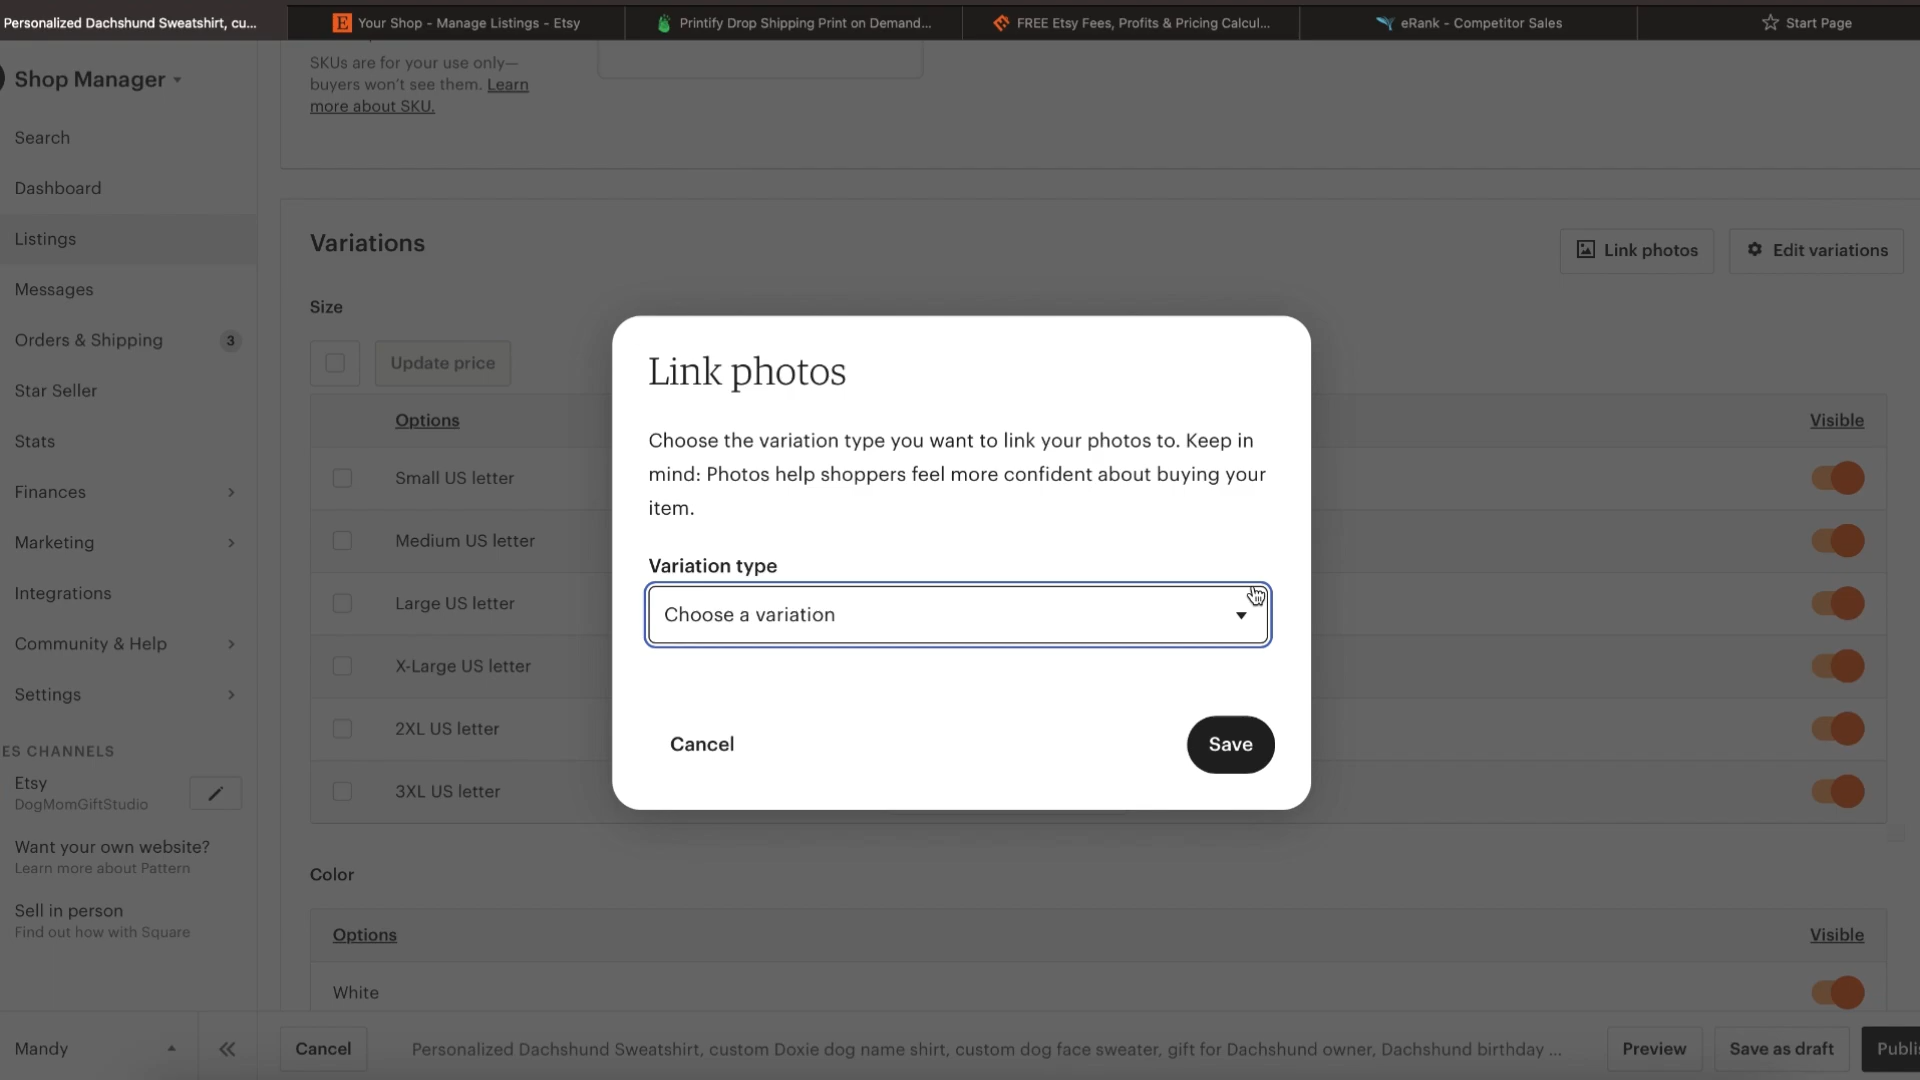 Personalized Dachshund Sweatshirt, cu...
Your Shop - Manage Listings - Etsy
Printify Drop Shipping Print on Demand...
FREE Etsy Fees, Profits & Pricing Calcul...
eRank - Competitor Sales
Start Page
Shop Manager
Search
Dashboard
Listings
Messages
Orders & Shipping 3
Star Seller
Stats
Finances
Marketing
Integrations
Community & Help
Settings
ES CHANNELS
Etsy
DogMomGiftStudio
Want your own website?
Learn more about Pattern
Sell in person
Find out how with Square
Mandy
SKUs are for your use only—
buyers won't see them. Learn
more about SKU.
Variations
Link photos
Edit variations
Size
Update price
Options
Visible
Small US letter
Medium US letter
Large US letter
X-Large US letter
2XL US letter
3XL US letter
Link photos
Choose the variation type you want to link your photos to. Keep in
mind: Photos help shoppers feel more confident about buying your
item.
Variation type
Choose a variation
Cancel
Save
Color
Options
Visible
White
Cancel
Personalized Dachshund Sweatshirt, custom Doxie dog name shirt, custom dog face sweater, gift for Dachshund owner, Dachshund birthday ...
Preview
Save as draft
Publi